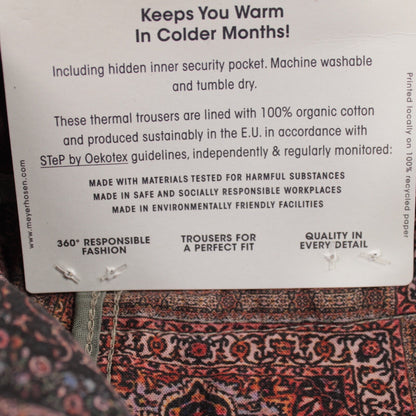 Keeps You Warm
In Colder Months!
Including hidden inner security pocket. Machine washable
and tumble dry.
These thermal trousers are lined with 100% organic cotton
and produced sustainably in the E.U. in accordance with
STeP by Oekotex guidelines, independently & regularly monitored:
MADE WITH MATERIALS TESTED FOR HARMFUL SUBSTANCES
MADE IN SAFE AND SOCIALLY RESPONSIBLE WORKPLACES
MADE IN ENVIRONMENTALLY FRIENDLY FACILITIES
360° RESPONSIBLE
FASHION
TROUSERS FOR
A PERFECT FIT
QUALITY IN
EVERY DETAIL
www.meyerhosen.com
Printed locally on 100% recycled paper